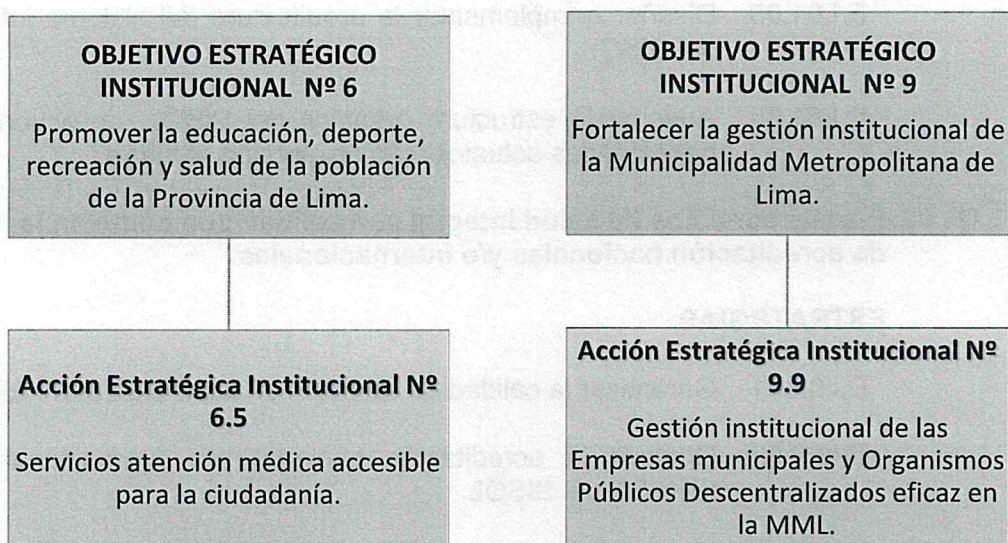 OBJETIVO ESTRATÉGICO
INSTITUCIONAL Nº 6
Promover la educación, deporte,
recreación y salud de la población
de la Provincia de Lima.
OBJETIVO ESTRATÉGICO
INSTITUCIONAL Nº 9
Fortalecer la gestión institucional de
la Municipalidad Metropolitana de
Lima.
Acción Estratégica Institucional Nº
6.5
Servicios atención médica accesible
para la ciudadanía.
Acción Estratégica Institucional Nº
9.9
Gestión institucional de las
Empresas municipales y Organismos
Públicos Descentralizados eficaz en
la MML.